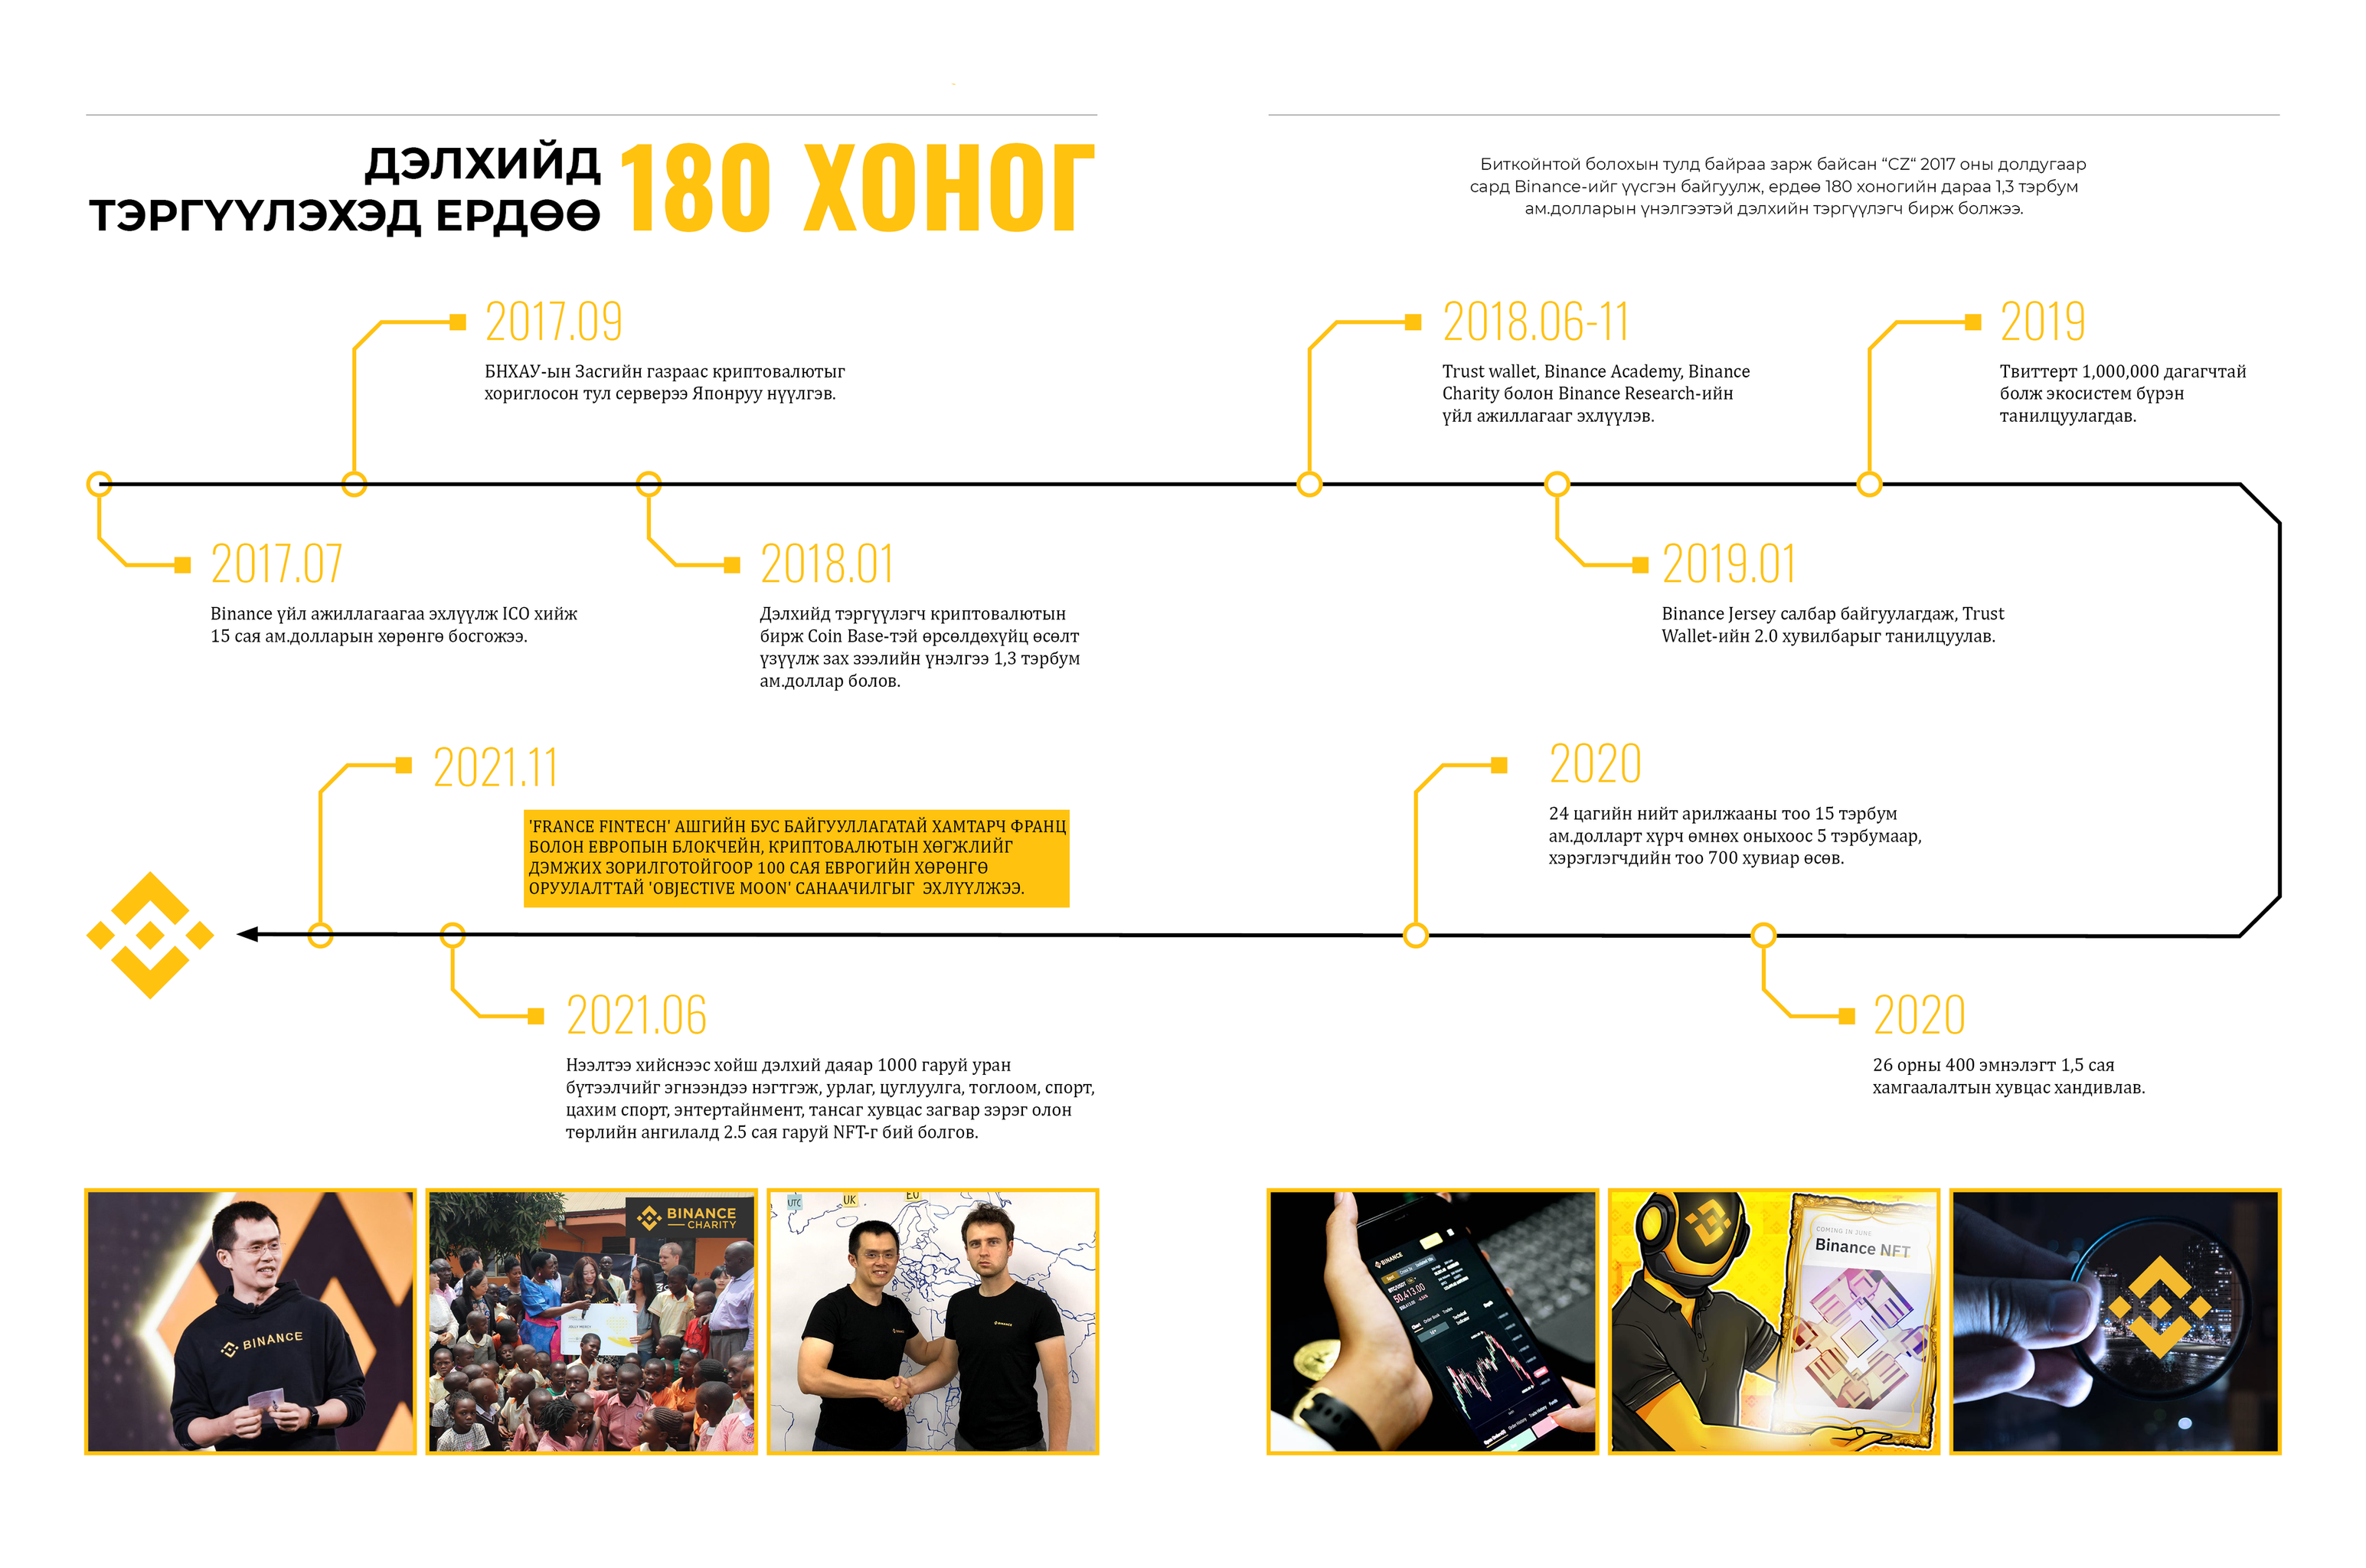 ДЭЛХИЙД
ТЭРГҮҮЛЭХЭД ЕРДӨӨ
180 ХОНОГ
Биткойнтой болохын тулд байраа зарж байсан “CZ“ 2017 оны долдугаар
сард Binance-ийг үүсгэн байгуулж, ердөө 180 хоногийн дараа 1,3 тэрбум
ам.долларын үнэлгээтэй дэлхийн тэргүүлэгч бирж болжээ.
2017.09
БНХАУ-ын Засгийн газраас криптовалютыг
хориглосон тул серверээ Японруу нүүлгэв.
2018.06-11
Trust wallet, Binance Academy, Binance
Charity болон Binance Research-ийн
үйл ажиллагааг эхлүүлэв.
2019
Твиттерт 1,000,000 дагагчтай
болж экосистем бүрэн
танилцуулагдав.
2017.07
Binance үйл ажиллагаагаа эхлүүлж ICO хийж
15 сая ам.долларын хөрөнгө босгожээ.
2018.01
Дэлхийд тэргүүлэгч криптовалютын
бирж Coin Base-тэй өрсөлдөхүйц өсөлт
үзүүлж зах зээлийн үнэлгээ 1,3 тэрбум
ам.доллар болов.
2019.01
Binance Jersey салбар байгуулагдаж, Trust
Wallet-ийн 2.0 хувилбарыг танилцуулав.
2021.11
'FRANCE FINTECH' АШГИЙН БУС БАЙГУУЛЛАГАТАЙ ХАМТАРЧ ФРАНЦ
БОЛОН ЕВРОПЫН БЛОКЧЕЙН, КРИПТОВАЛЮТЫН ХӨГЖЛИЙГ
ДЭМЖИХ ЗОРИЛГОТОЙГООР 100 САЯ ЕВРОГИЙН ХӨРӨНГӨ
ОРУУЛАЛТТАЙ 'OBJECTIVE MOON' САНААЧИЛГЫГ ЭХЛҮҮЛЖЭЭ.
2020
24 цагийн нийт арилжааны тоо 15 тэрбум
ам.долларт хүрч өмнөх оныхоос 5 тэрбумаар,
хэрэглэгчдийн тоо 700 хувиар өсөв.
2021.06
Нээлтээ хийснээс хойш дэлхий даяар 1000 гаруй уран
бүтээлчийг эгнээндээ нэгтгэж, урлаг, цуглуулга, тоглоом, спорт,
цахим спорт, энтертайнмент, тансаг хувцас загвар зэрэг олон
төрлийн ангилалд 2.5 сая гаруй NFT-г бий болгов.
2020
26 орны 400 эмнэлэгт 1,5 сая
хамгаалалтын хувцас хандивлав.
BINANCE
BINANCE
CHARITY
UTC
UK
EU
BINANCE
50,413.00
COMING IN JUNE
Binance NFT